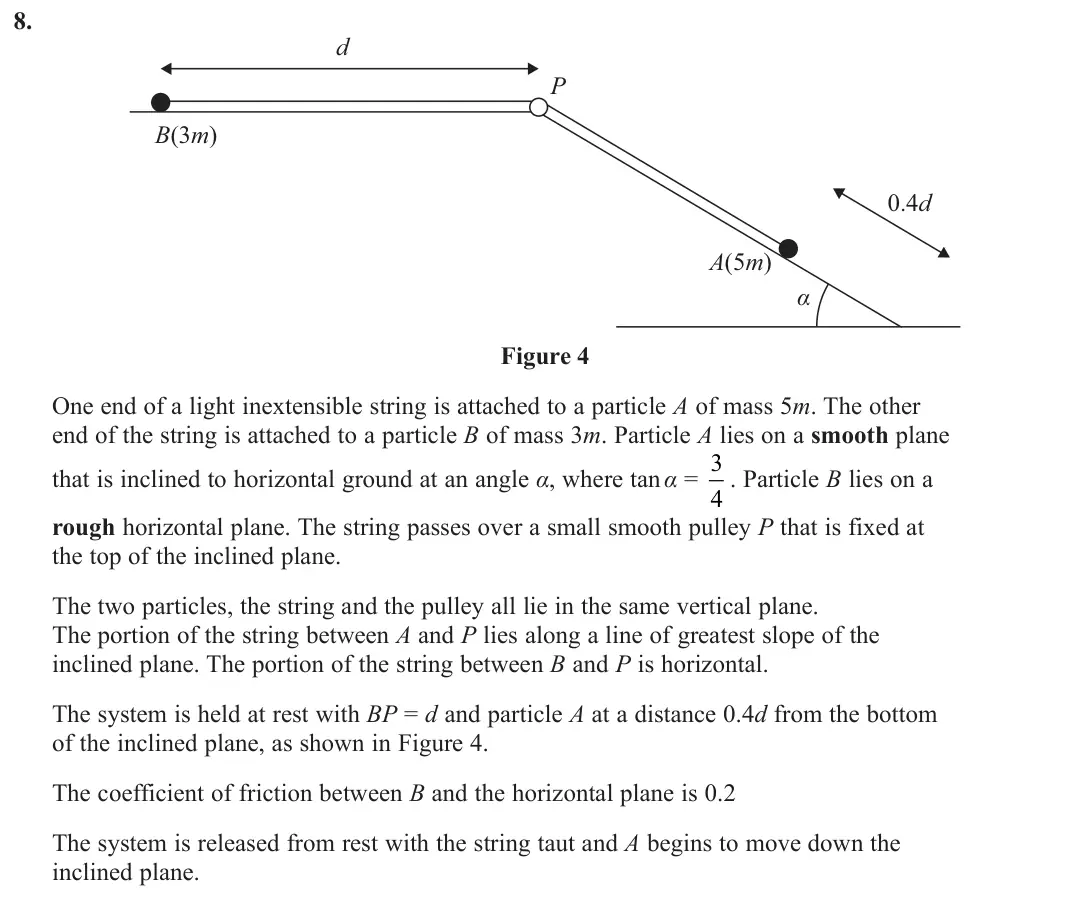 8.
d
P
B(3m)
0.4d
A(5m)
α
Figure 4
One end of a light inextensible string is attached to a particle A of mass 5m. The other
end of the string is attached to a particle B of mass 3m. Particle A lies on a smooth plane
that is inclined to horizontal ground at an angle α, where tan α = 3/4 . Particle B lies on a
rough horizontal plane. The string passes over a small smooth pulley P that is fixed at
the top of the inclined plane.
The two particles, the string and the pulley all lie in the same vertical plane.
The portion of the string between A and P lies along a line of greatest slope of the
inclined plane. The portion of the string between B and P is horizontal.
The system is held at rest with BP = d and particle A at a distance 0.4d from the bottom
of the inclined plane, as shown in Figure 4.
The coefficient of friction between B and the horizontal plane is 0.2
The system is released from rest with the string taut and A begins to move down the
inclined plane.